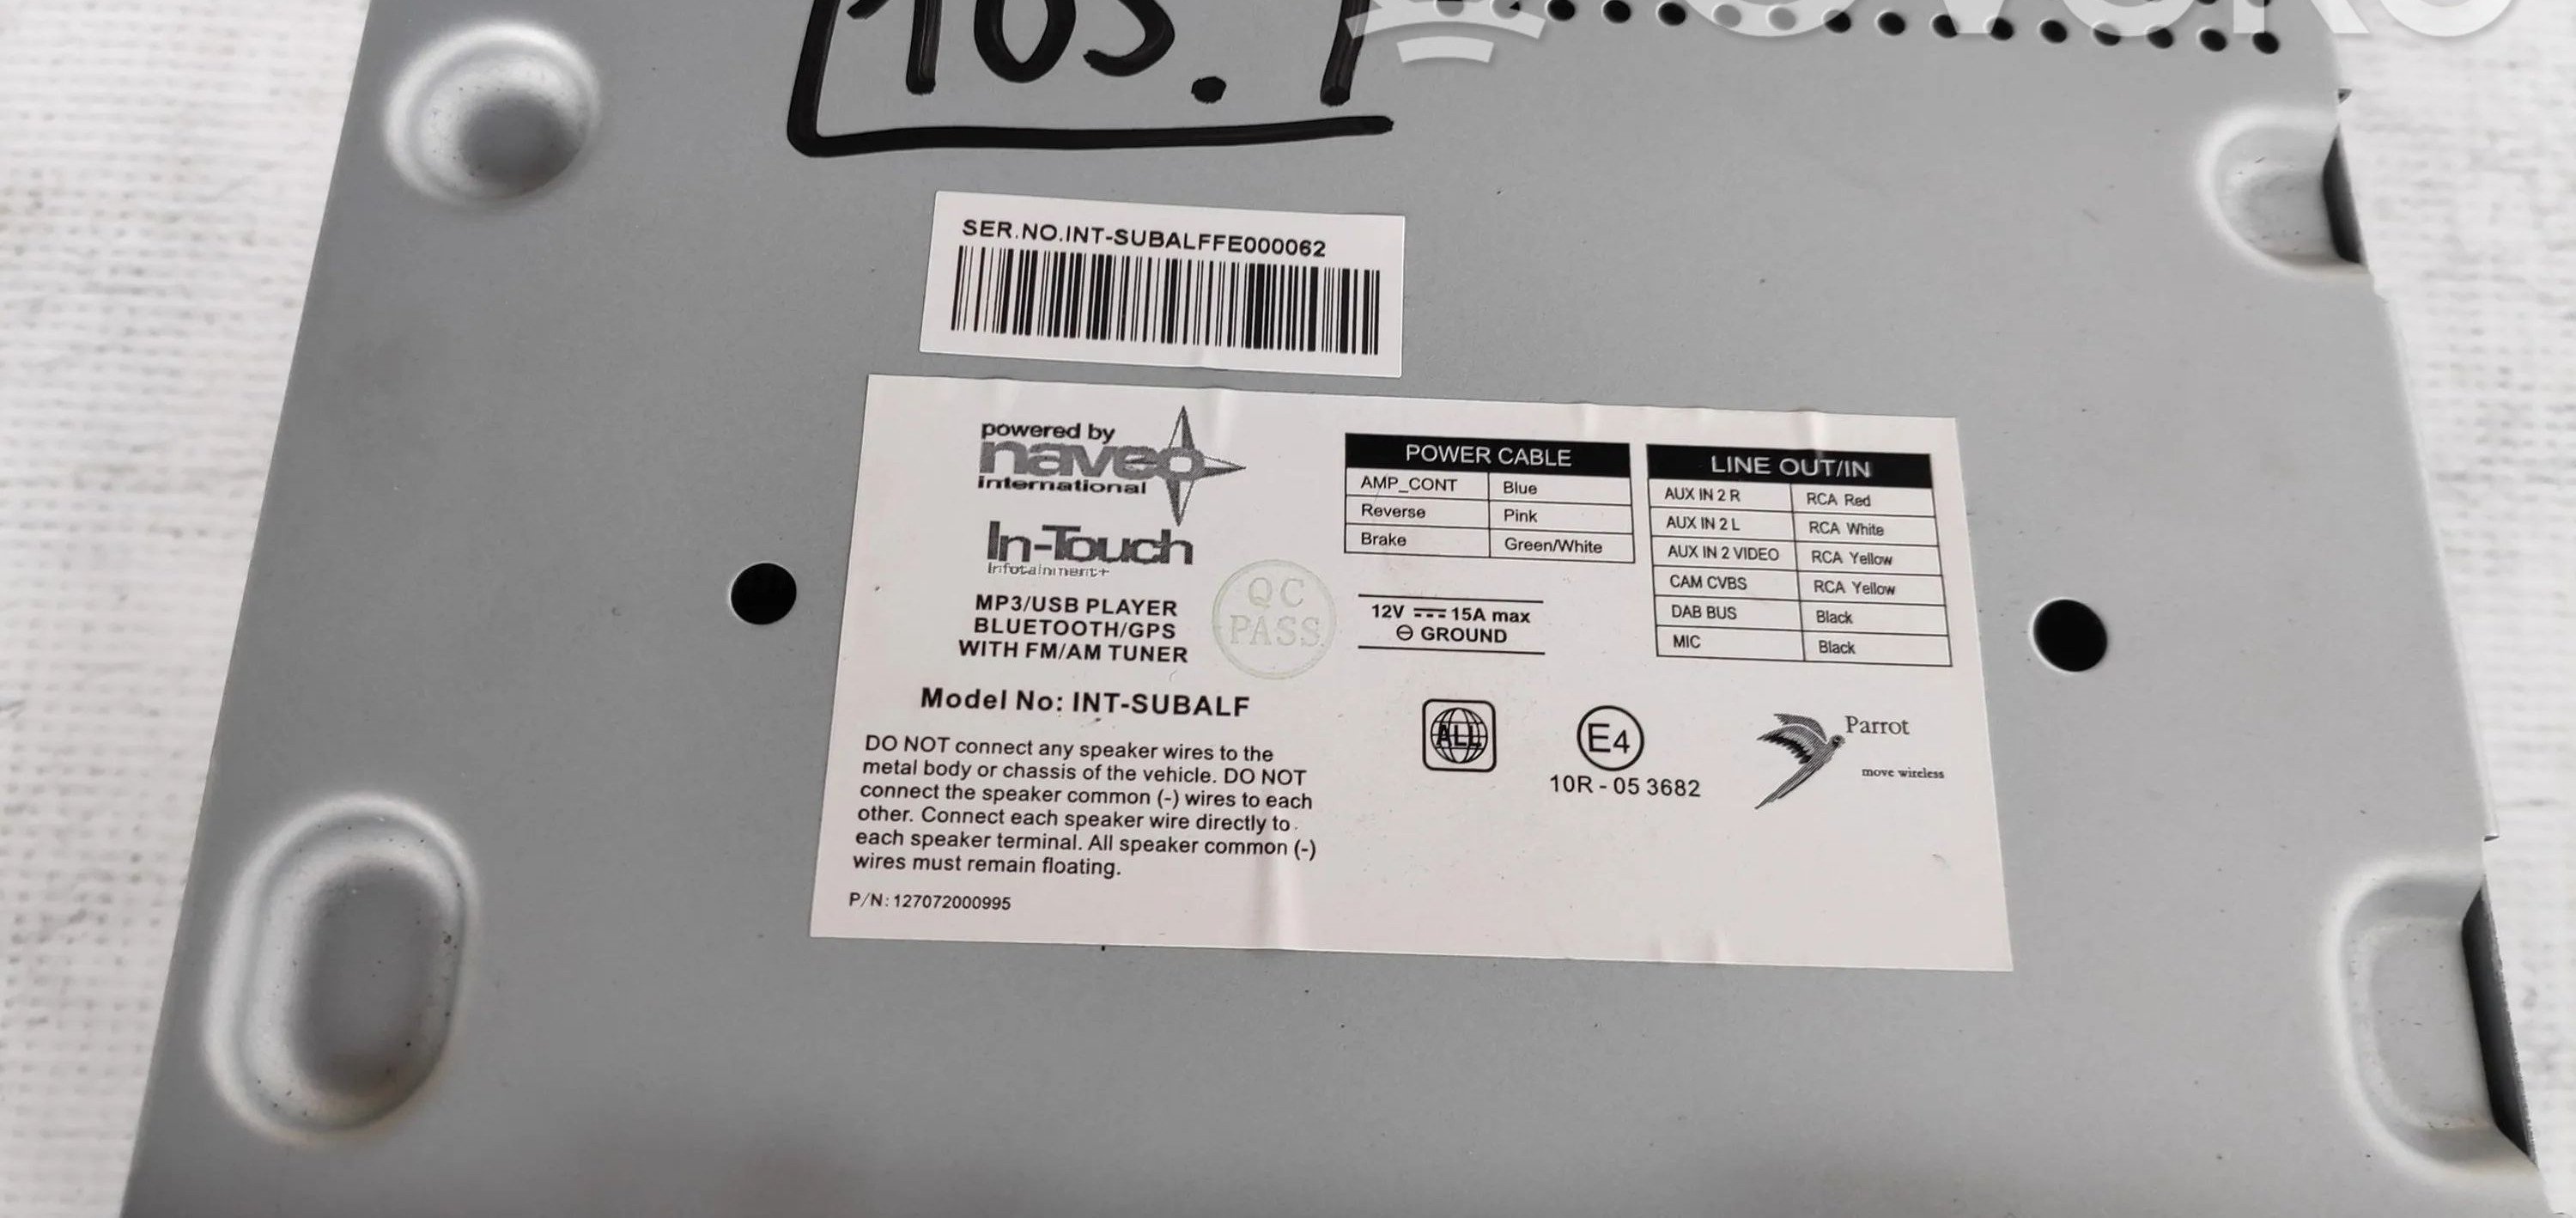 103.1
SER.NO.INT-SUBALFFE000062
powered by
naveo
international
In-Touch
Infotainment+
MP3/USB PLAYER
BLUETOOTH/GPS
WITH FM/AM TUNER
QC
PASS
Model No: INT-SUBALF
DO NOT connect any speaker wires to the
metal body or chassis of the vehicle. DO NOT
connect the speaker common (-) wires to each
other. Connect each speaker wire directly to
each speaker terminal. All speaker common (-)
wires must remain floating.
P/N: 127072000995
POWER CABLE
AMP_CONT Blue
Reverse Pink
Brake Green/White
12V ⎓ 15A max
⊖ GROUND
LINE OUT/IN
AUX IN 2 R RCA Red
AUX IN 2 L RCA White
AUX IN 2 VIDEO RCA Yellow
CAM CVBS RCA Yellow
DAB BUS Black
MIC Black
ALL
E4
10R - 05 3682
Parrot
move wireless